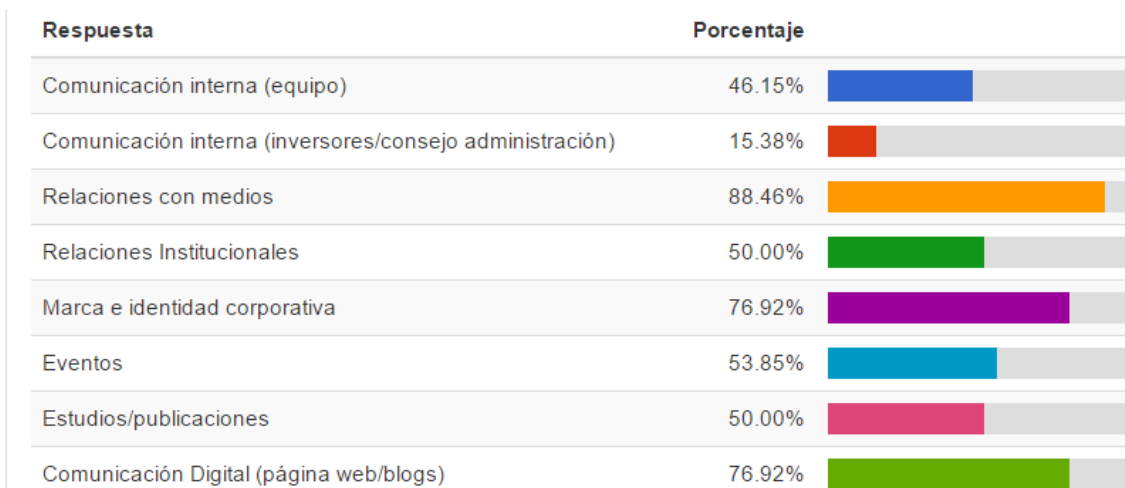 Respuesta Porcentaje
Comunicación interna (equipo) 46.15%
Comunicación interna (inversores/consejo administración) 15.38%
Relaciones con medios 88.46%
Relaciones Institucionales 50.00%
Marca e identidad corporativa 76.92%
Eventos 53.85%
Estudios/publicaciones 50.00%
Comunicación Digital (página web/blogs) 76.92%